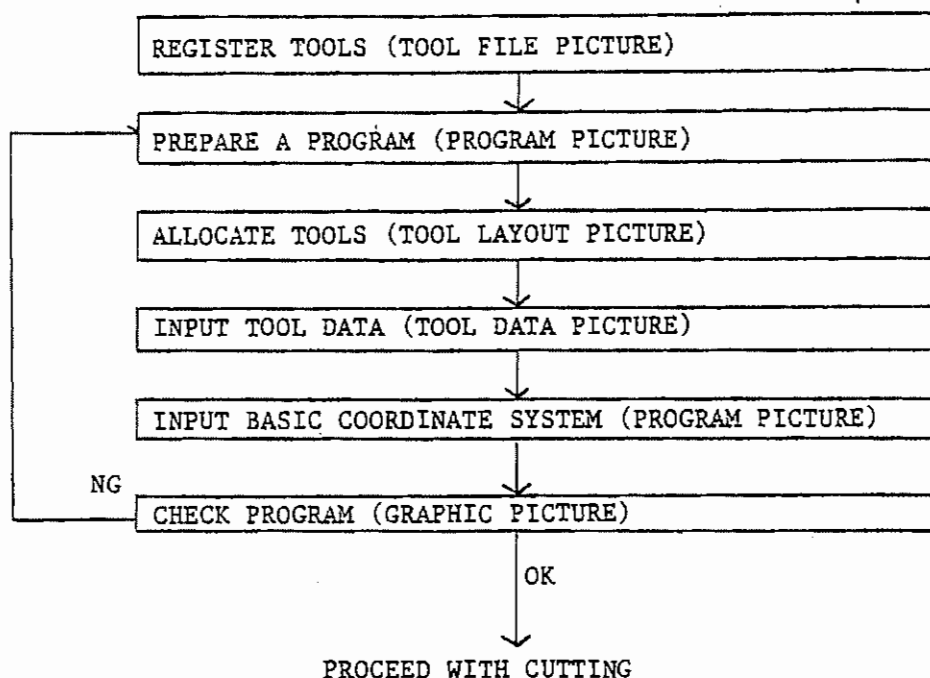 REGISTER TOOLS (TOOL FILE PICTURE)
PREPARE A PROGRAM (PROGRAM PICTURE)
ALLOCATE TOOLS (TOOL LAYOUT PICTURE)
INPUT TOOL DATA (TOOL DATA PICTURE)
INPUT BASIC COORDINATE SYSTEM (PROGRAM PICTURE)
NG
CHECK PROGRAM (GRAPHIC PICTURE)
OK
PROCEED WITH CUTTING